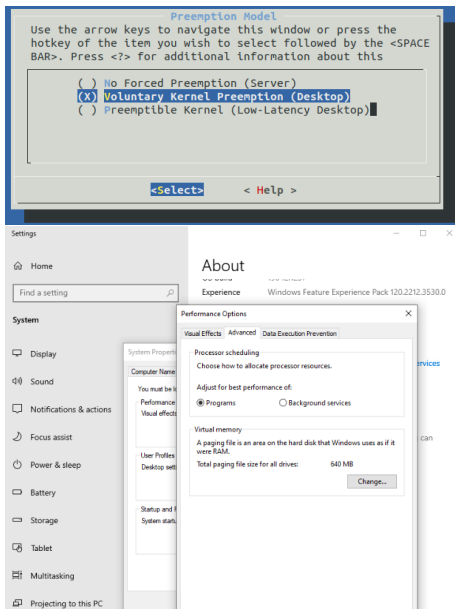 Preemption Model
Use the arrow keys to navigate this window or press the
hotkey of the item you wish to select followed by the <SPACE
BAR>. Press <?> for additional information about this
( ) No Forced Preemption (Server)
(X) Voluntary Kernel Preemption (Desktop)
( ) Preemptible Kernel (Low-Latency Desktop)
<Select> < Help >
Settings
Home
Find a setting
System
Display
Sound
Notifications & actions
Focus assist
Power & sleep
Battery
Storage
Tablet
Multitasking
Projecting to this PC
About
Experience Windows Feature Experience Pack 120.2212.3530.0
ervices
can
System Properti
Computer Name
You must be l
Performance
Visual effects
User Profiles
Desktop sett
Startup and F
System startu
Performance Options
Visual Effects Advanced Data Execution Prevention
Processor scheduling
Choose how to allocate processor resources.
Adjust for best performance of:
Programs Background services
Virtual memory
A paging file is an area on the hard disk that Windows uses as if it
were RAM.
Total paging file size for all drives: 640 MB
Change...